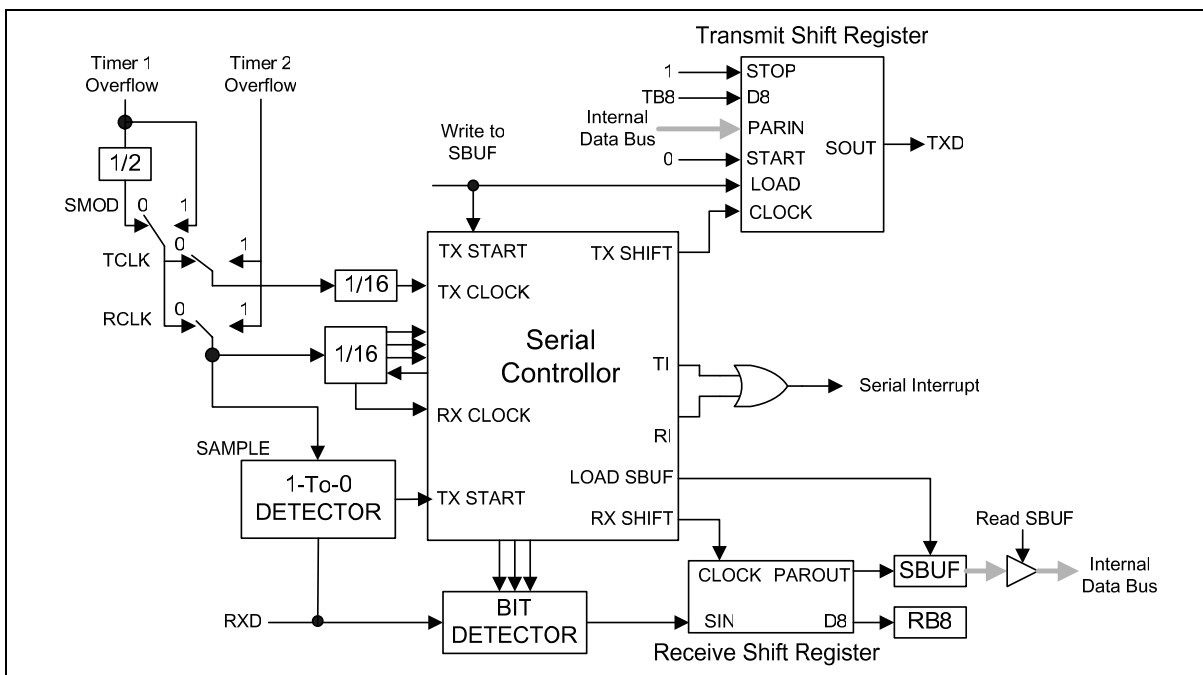 Transmit Shift Register
Timer 1
Overflow
Timer 2
Overflow
1
STOP
TB8
D8
Internal
Data Bus
PARIN
SOUT
TXD
0
START
LOAD
CLOCK
Write to
SBUF
1/2
SMOD
0
1
TCLK
0
1
RCLK
0
1
1/16
1/16
TX START
TX SHIFT
TX CLOCK
Serial
Controllor
TI
RX CLOCK
RI
Serial Interrupt
SAMPLE
1-To-0
DETECTOR
TX START
LOAD SBUF
RX SHIFT
Read SBUF
CLOCK
PAROUT
SBUF
Internal
Data Bus
RXD
BIT
DETECTOR
SIN
D8
RB8
Receive Shift Register